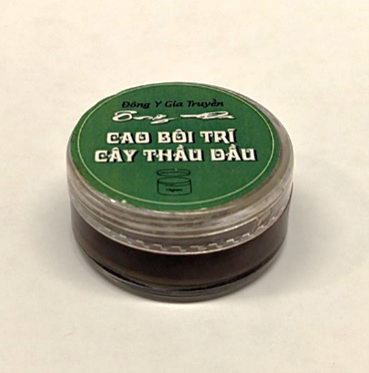 Đông Y Gia Truyền
CAO BÔI TRĨ
CÂY THẦU DẦU